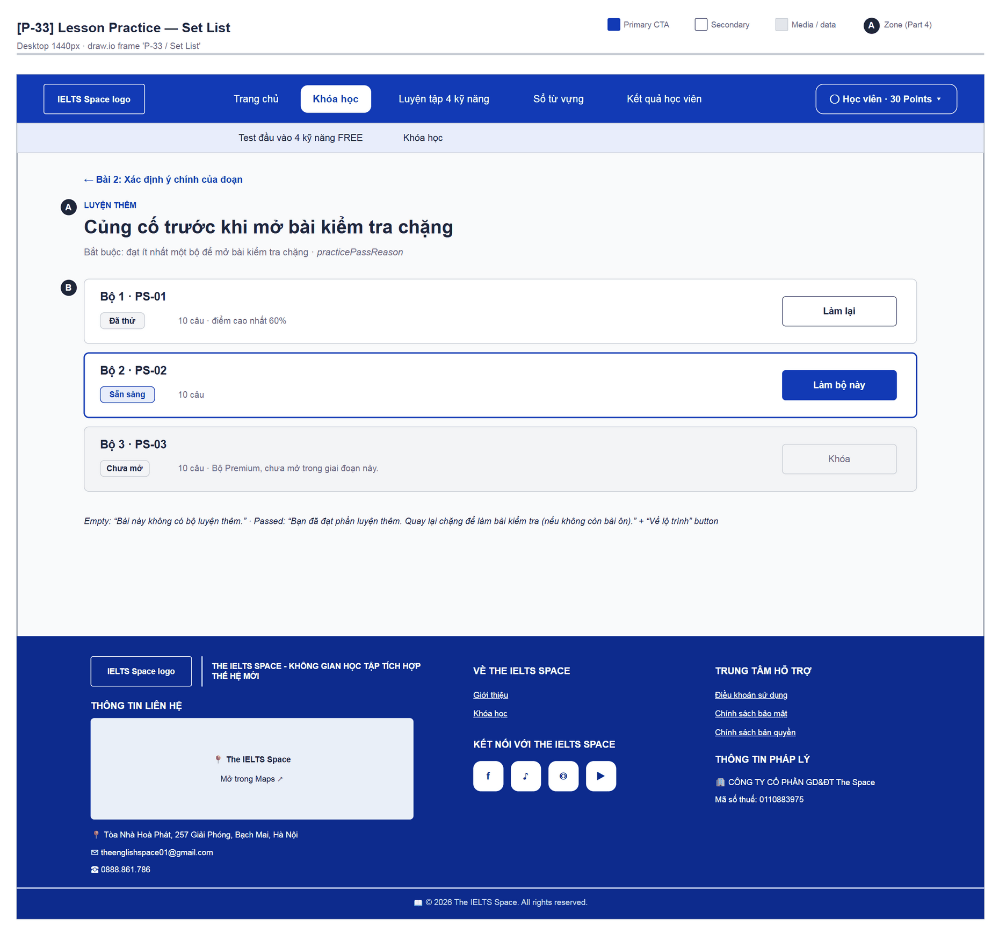 [P-33] Lesson Practice — Set List
Desktop 1440px · draw.io frame 'P-33 / Set List'
Primary CTA
Secondary
Media / data
A
Zone (Part 4)
IELTS Space logo
Trang chủ
Khóa học
Luyện tập 4 kỹ năng
Sổ từ vựng
Kết quả học viên
Học viên · 30 Points ▾
Test đầu vào 4 kỹ năng FREE
Khóa học
← Bài 2: Xác định ý chính của đoạn
A
LUYỆN THÊM
Củng cố trước khi mở bài kiểm tra chặng
Bắt buộc: đạt ít nhất một bộ để mở bài kiểm tra chặng · practicePassReason
B
Bộ 1 · PS-01
Đã thử
10 câu · điểm cao nhất 60%
Làm lại
Bộ 2 · PS-02
Sẵn sàng
10 câu
Làm bộ này
Bộ 3 · PS-03
Chưa mở
10 câu · Bộ Premium, chưa mở trong giai đoạn này.
Khóa
Empty: “Bài này không có bộ luyện thêm.” · Passed: “Bạn đã đạt phần luyện thêm. Quay lại chặng để làm bài kiểm tra (nếu không còn bài ôn).” + “Về lộ trình” button
IELTS Space logo
THE IELTS SPACE - KHÔNG GIAN HỌC TẬP TÍCH HỢP
THẾ HỆ MỚI
THÔNG TIN LIÊN HỆ
📍 The IELTS Space
Mở trong Maps ↗
📍 Tòa Nhà Hoà Phát, 257 Giải Phóng, Bạch Mai, Hà Nội
✉ theenglishspace01@gmail.com
☎ 0888.861.786
VỀ THE IELTS SPACE
Giới thiệu
Khóa học
KẾT NỐI VỚI THE IELTS SPACE
f
♪
◎
▶
TRUNG TÂM HỖ TRỢ
Điều khoản sử dụng
Chính sách bảo mật
Chính sách bản quyền
THÔNG TIN PHÁP LÝ
🏢 CÔNG TY CỔ PHẦN GD&ĐT The Space
Mã số thuế: 0110883975
📖 © 2026 The IELTS Space. All rights reserved.